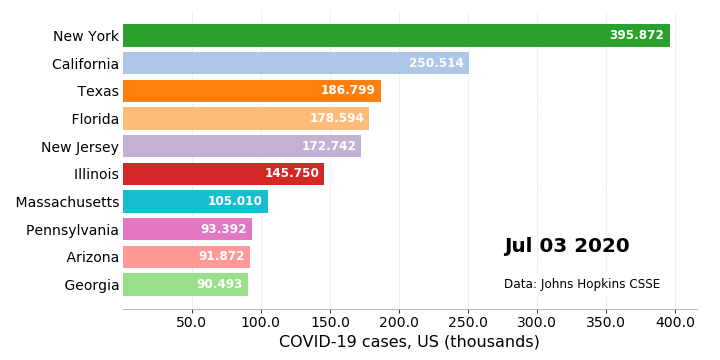 New York 395.872
California 250.514
Texas 186.799
Florida 178.594
New Jersey 172.742
Illinois 145.750
Massachusetts 105.010
Pennsylvania 93.392
Arizona 91.872
Georgia 90.493
Jul 03 2020
Data: Johns Hopkins CSSE
50.0 100.0 150.0 200.0 250.0 300.0 350.0 400.0
COVID-19 cases, US (thousands)